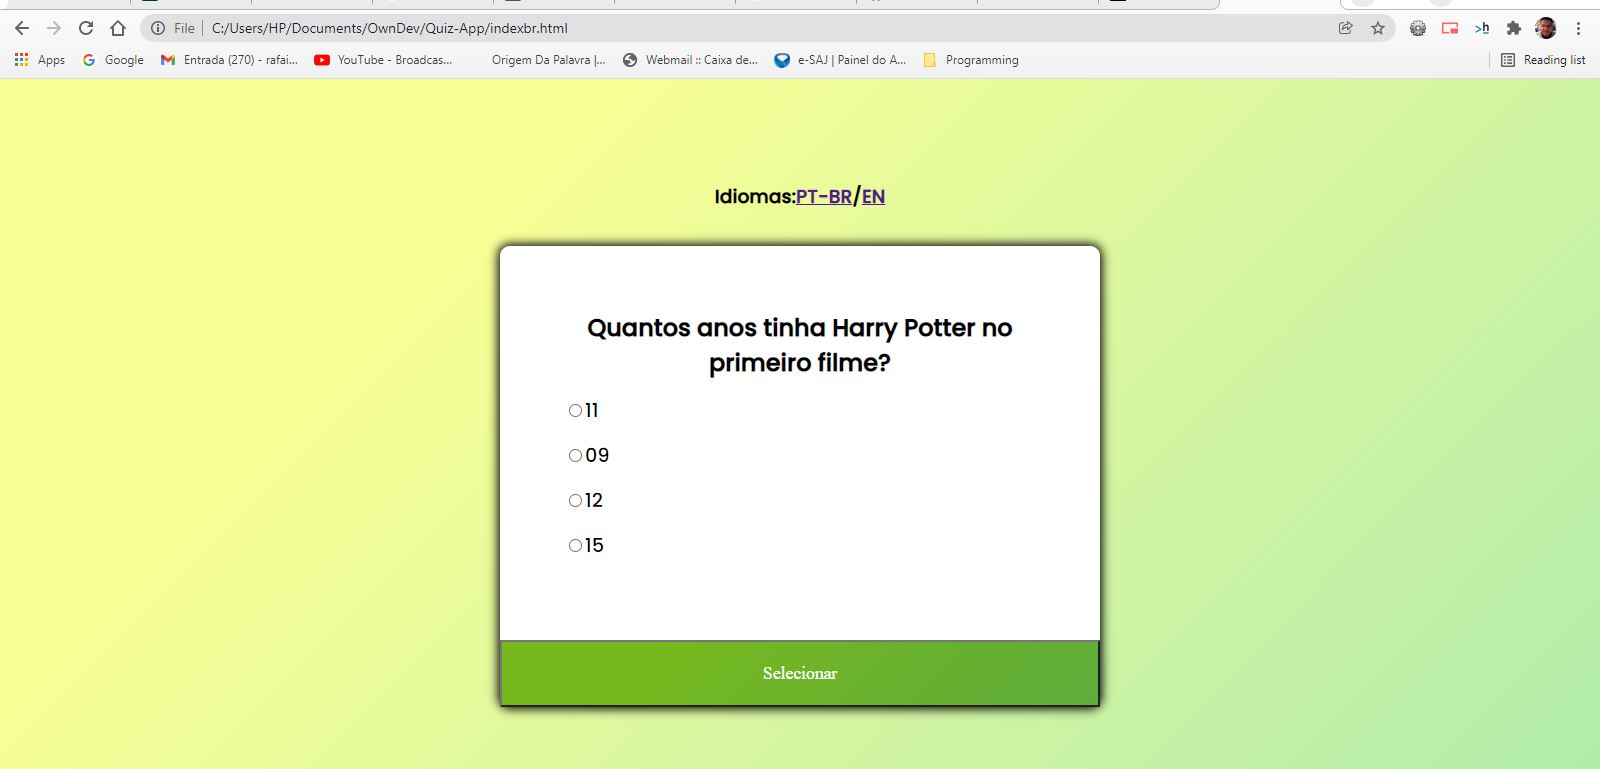 File C:/Users/HP/Documents/OwnDev/Quiz-App/indexbr.html
Apps Google Entrada (270) - rafai... YouTube - Broadcas... Origem Da Palavra |... Webmail :: Caixa de... e-SAJ | Painel do A... Programming Reading list
Idiomas:PT-BR/EN
Quantos anos tinha Harry Potter no
primeiro filme?
11
09
12
15
Selecionar